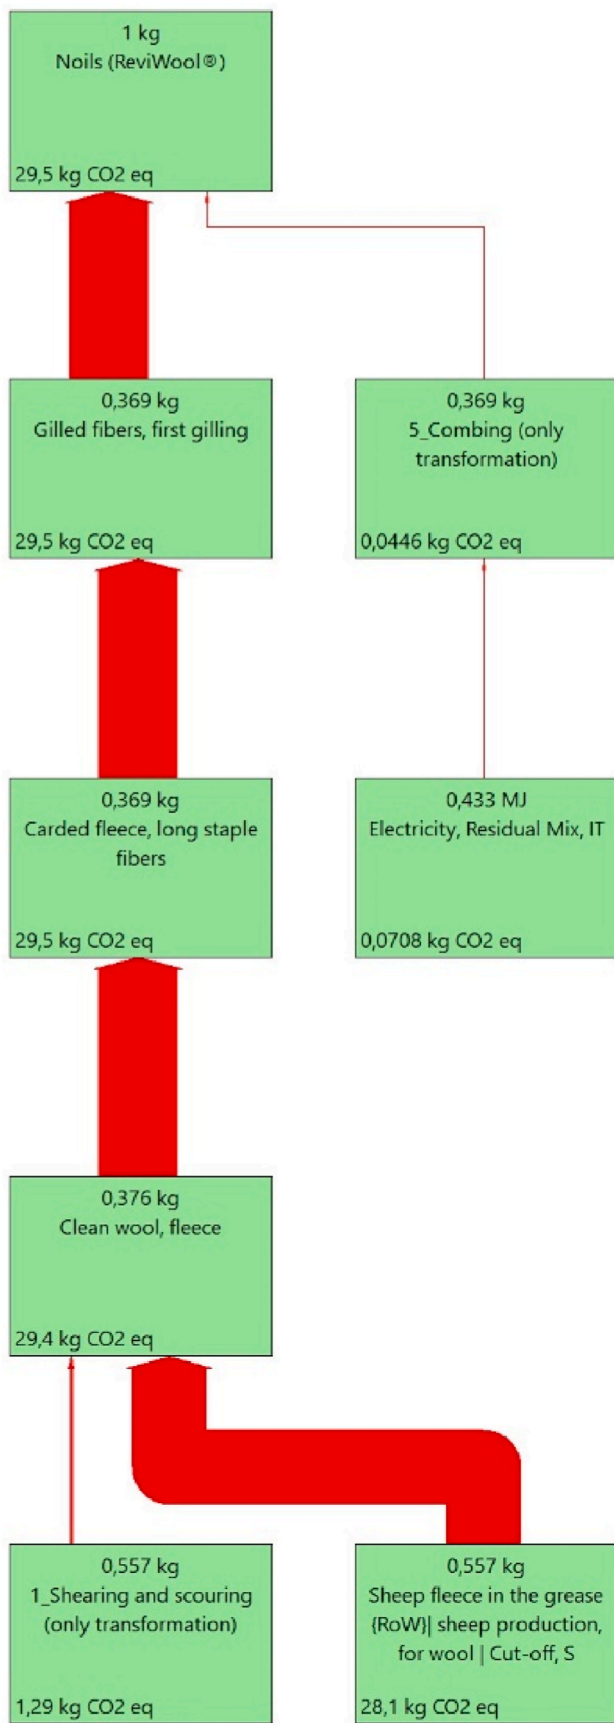 1 kg
Noils (ReviWool®)
29,5 kg CO2 eq
0,369 kg
Gilled fibers, first gilling
29,5 kg CO2 eq
0,369 kg
5_Combing (only
transformation)
0,0446 kg CO2 eq
0,369 kg
Carded fleece, long staple
fibers
29,5 kg CO2 eq
0,433 MJ
Electricity, Residual Mix, IT
0,0708 kg CO2 eq
0,376 kg
Clean wool, fleece
29,4 kg CO2 eq
0,557 kg
1_Shearing and scouring
(only transformation)
1,29 kg CO2 eq
0,557 kg
Sheep fleece in the grease
{RoW}| sheep production,
for wool | Cut-off, S
28,1 kg CO2 eq